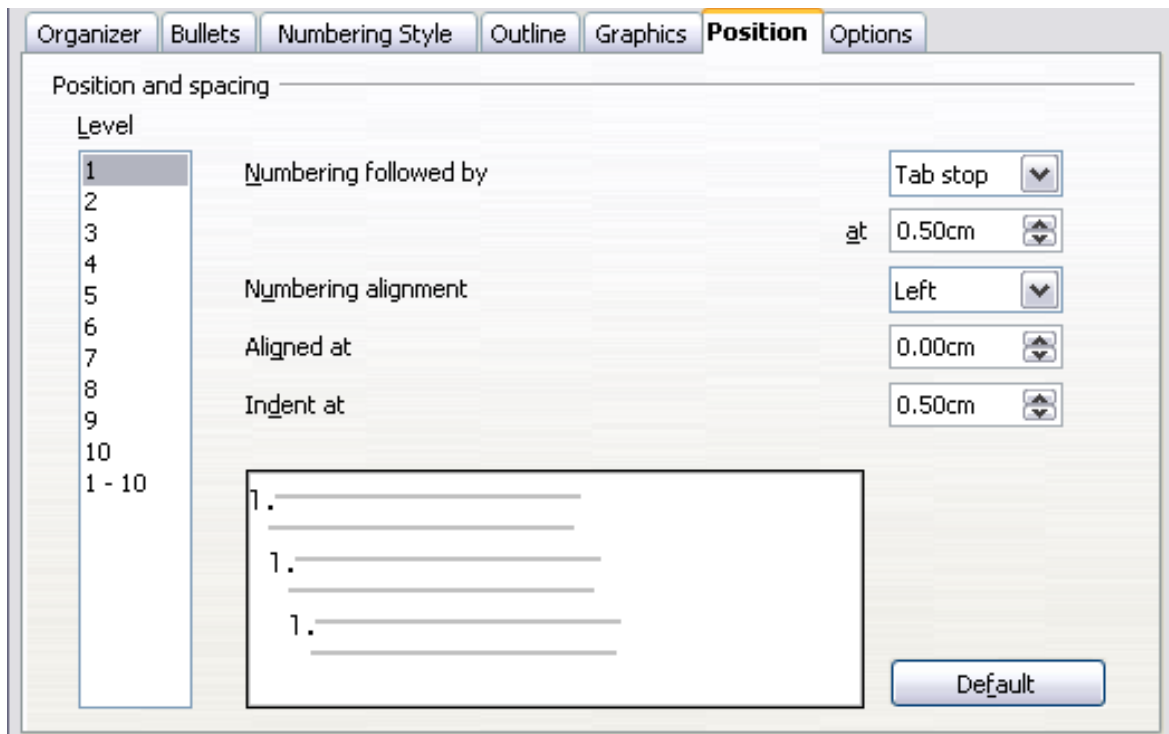 Organizer Bullets Numbering Style Outline Graphics Position Options
Position and spacing
Level
1
2
3
4
5
6
7
8
9
10
1 - 10
Numbering followed by Tab stop
at 0.50cm
Numbering alignment Left
Aligned at 0.00cm
Indent at 0.50cm
1.
1.
1.
Default